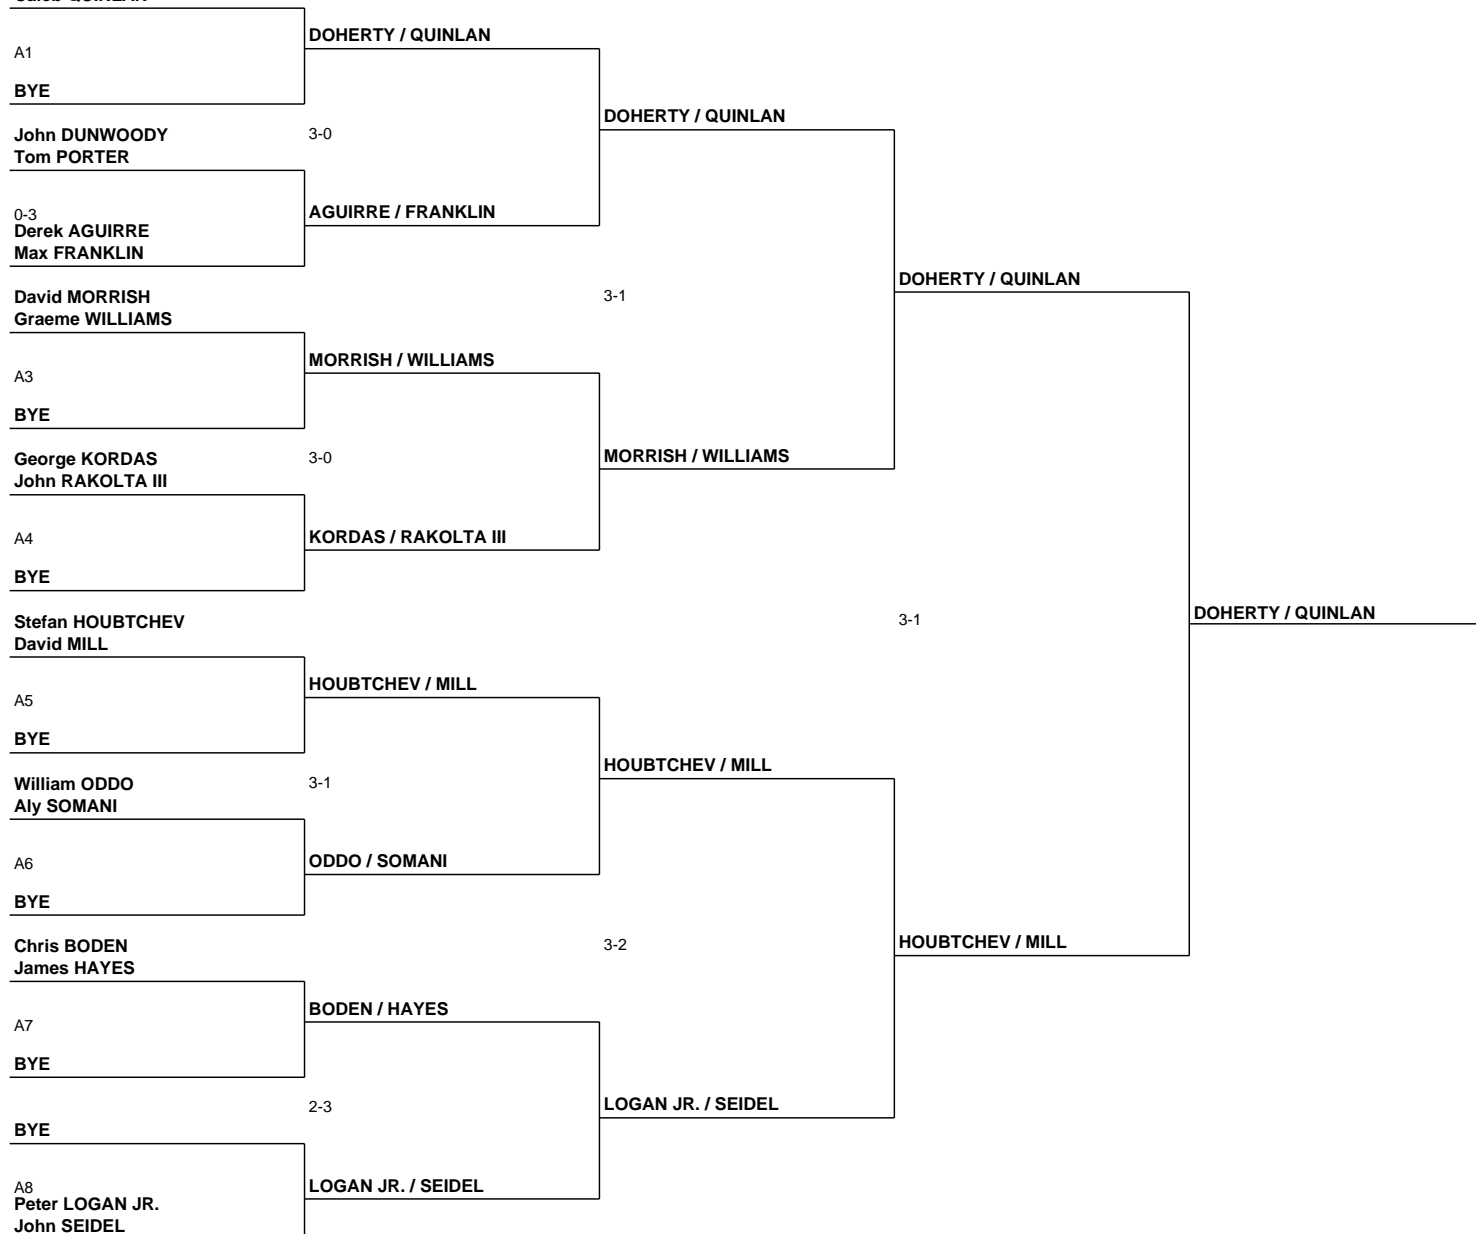 DOHERTY / QUINLAN
A1
BYE
DOHERTY / QUINLAN
John DUNWOODY
3-0
Tom PORTER
0-3
AGUIRRE / FRANKLIN
Derek AGUIRRE
Max FRANKLIN
DOHERTY / QUINLAN
David MORRISH
3-1
Graeme WILLIAMS
MORRISH / WILLIAMS
A3
BYE
George KORDAS
3-0
MORRISH / WILLIAMS
John RAKOLTA III
A4
KORDAS / RAKOLTA III
BYE
DOHERTY / QUINLAN
Stefan HOUBTCHEV
3-1
David MILL
HOUBTCHEV / MILL
A5
BYE
HOUBTCHEV / MILL
William ODDO
3-1
Aly SOMANI
A6
ODDO / SOMANI
BYE
Chris BODEN
3-2
HOUBTCHEV / MILL
James HAYES
BODEN / HAYES
A7
BYE
2-3
LOGAN JR. / SEIDEL
BYE
A8
LOGAN JR. / SEIDEL
Peter LOGAN JR.
John SEIDEL